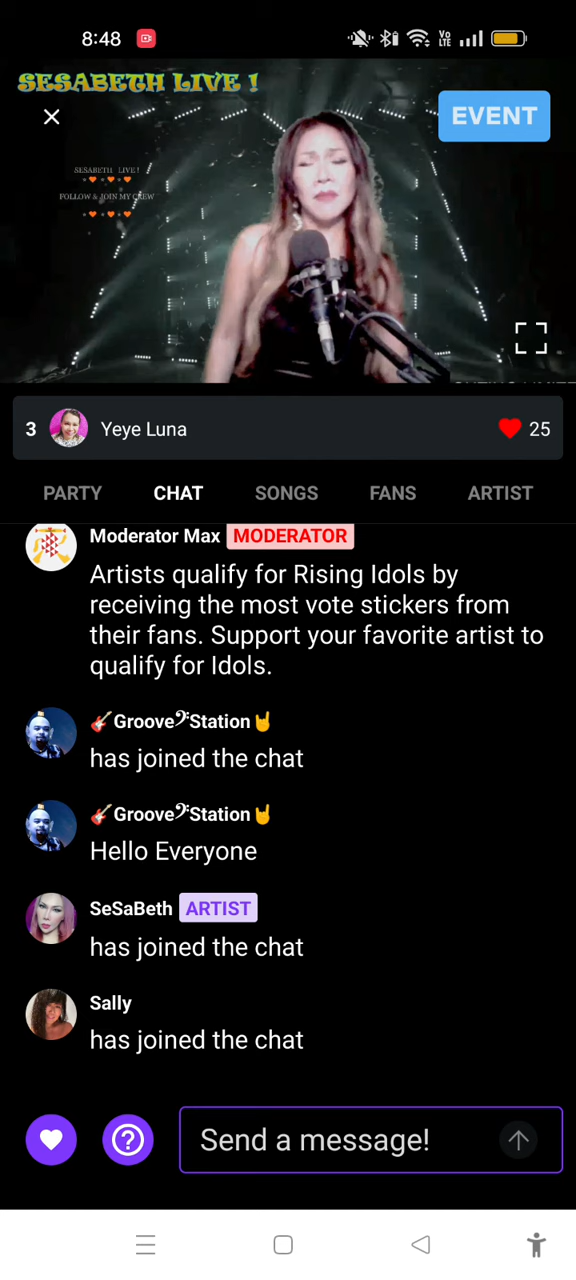 8:48
Vo
LTE
SESABETH LIVE !
EVENT
SESABETH LIVE!
FOLLOW & JOIN MY CREW
3 Yeye Luna 25
PARTY CHAT SONGS FANS ARTIST
Moderator Max MODERATOR
Artists qualify for Rising Idols by
receiving the most vote stickers from
their fans. Support your favorite artist to
qualify for Idols.
🎸Groove𝄢Station🤘
has joined the chat
🎸Groove𝄢Station🤘
Hello Everyone
SeSaBeth ARTIST
has joined the chat
Sally
has joined the chat
Send a message!